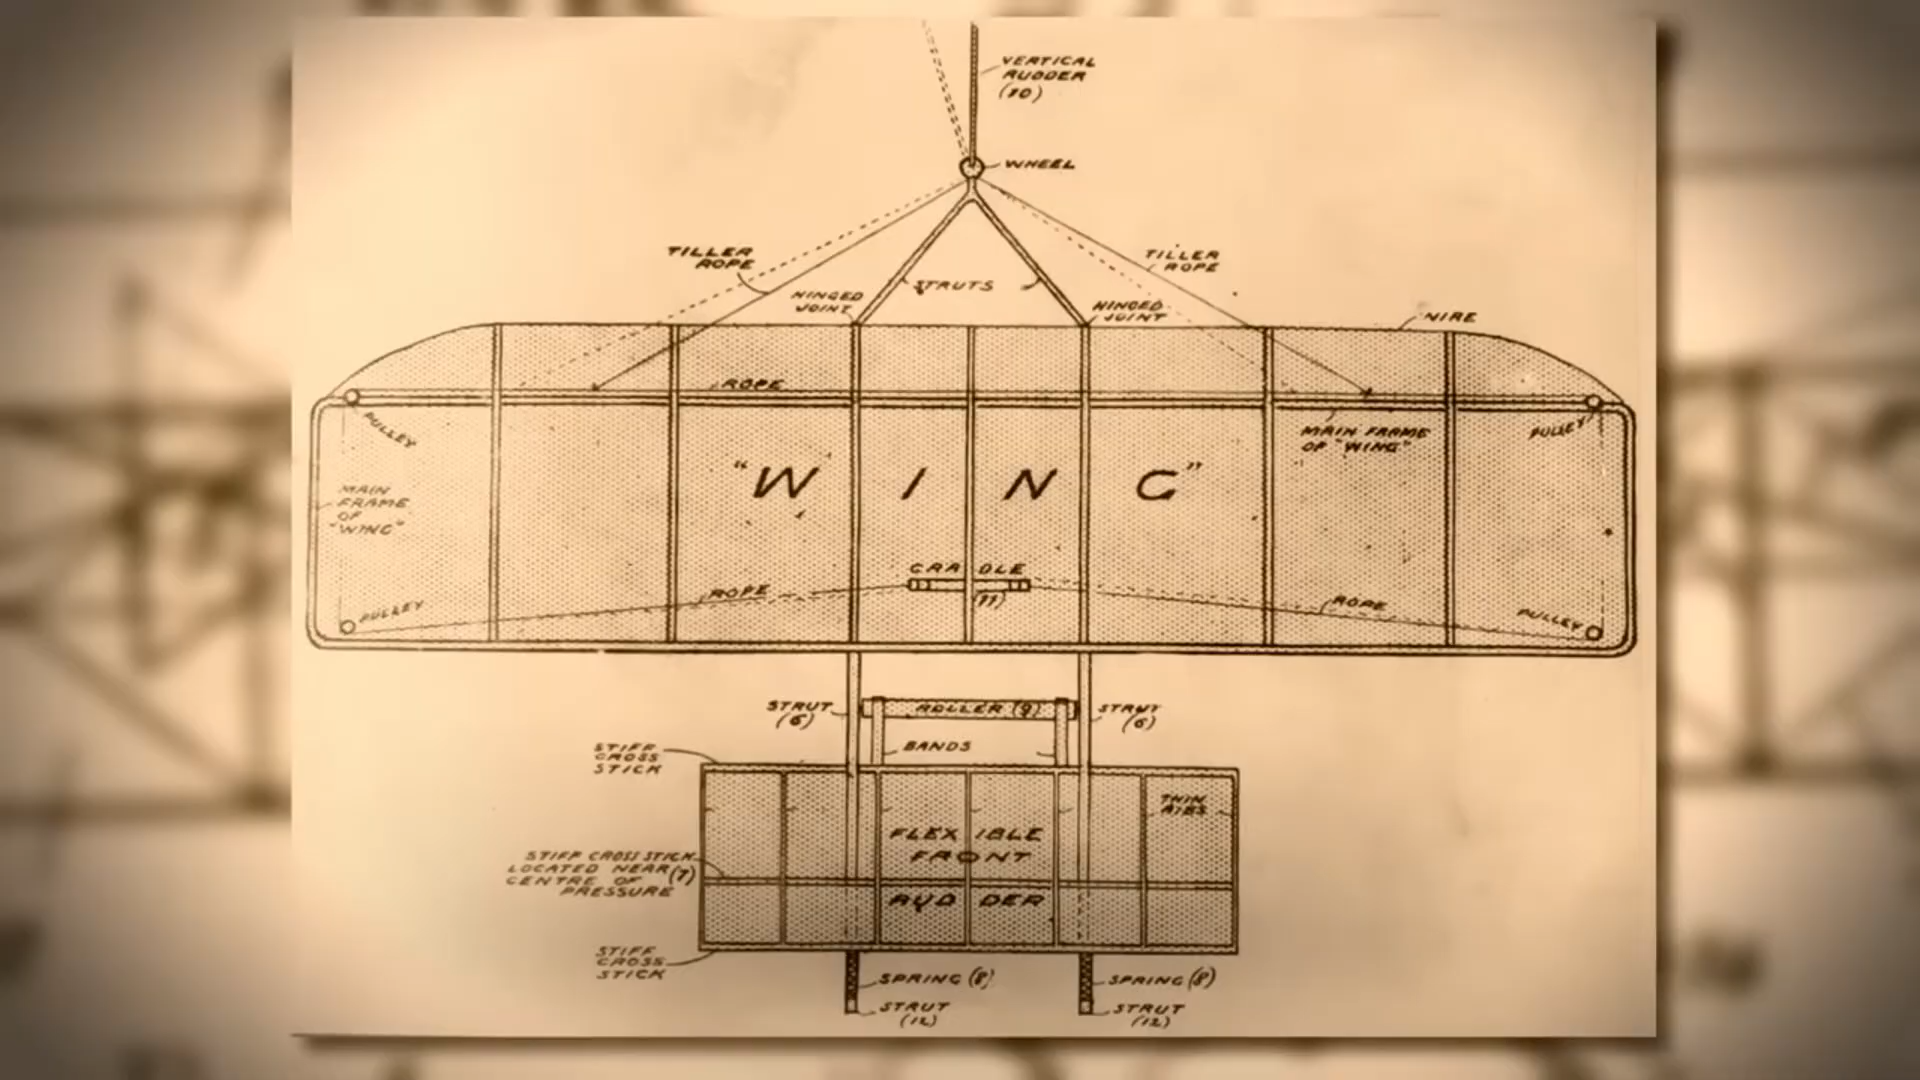 VERTICAL
RUDDER
(10)
WHEEL
TILLER
ROPE
TILLER
ROPE
STRUTS
HINGED
JOINT
HINGED
JOINT
WIRE
ROPE
PULLEY
MAIN FRAME
OF "WING"
PULLEY
"WING"
MAIN
FRAME
OF
"WING"
CRADLE
(11)
ROPE
ROPE
PULLEY
PULLEY
STRUT
(6)
ROLLER (9)
STRUT
(6)
BANDS
STIFF
CROSS
STICK
THIN
RIBS
FLEXIBLE
FRONT
RUDDER
STIFF CROSS STICK
LOCATED NEAR (7)
CENTRE OF
PRESSURE
STIFF
CROSS
STICK
SPRING (8)
SPRING (8)
STRUT
(12)
STRUT
(12)